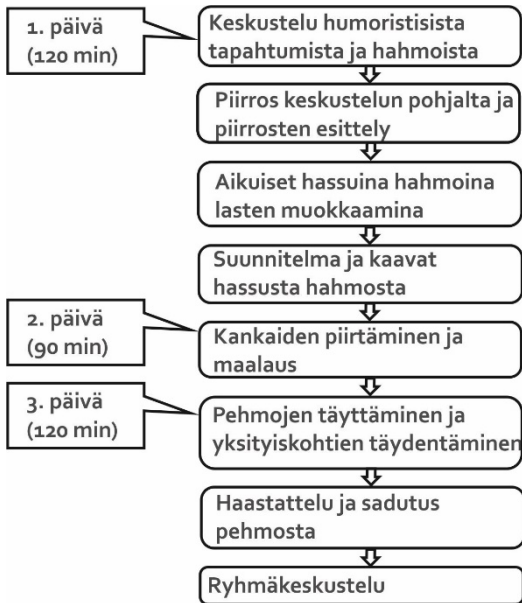 1. päivä
(120 min)
Keskustelu humoristisista
tapahtumista ja hahmoista
Piirros keskustelun pohjalta ja
piirrosten esittely
Aikuiset hassuina hahmoina
lasten muokkaamina
Suunnitelma ja kaavat
hassusta hahmosta
2. päivä
(90 min)
Kankaiden piirtäminen ja
maalaus
3. päivä
(120 min)
Pehmojen täyttäminen ja
yksityiskohtien täydentäminen
Haastattelu ja sadutus
pehmosta
Ryhmäkeskustelu